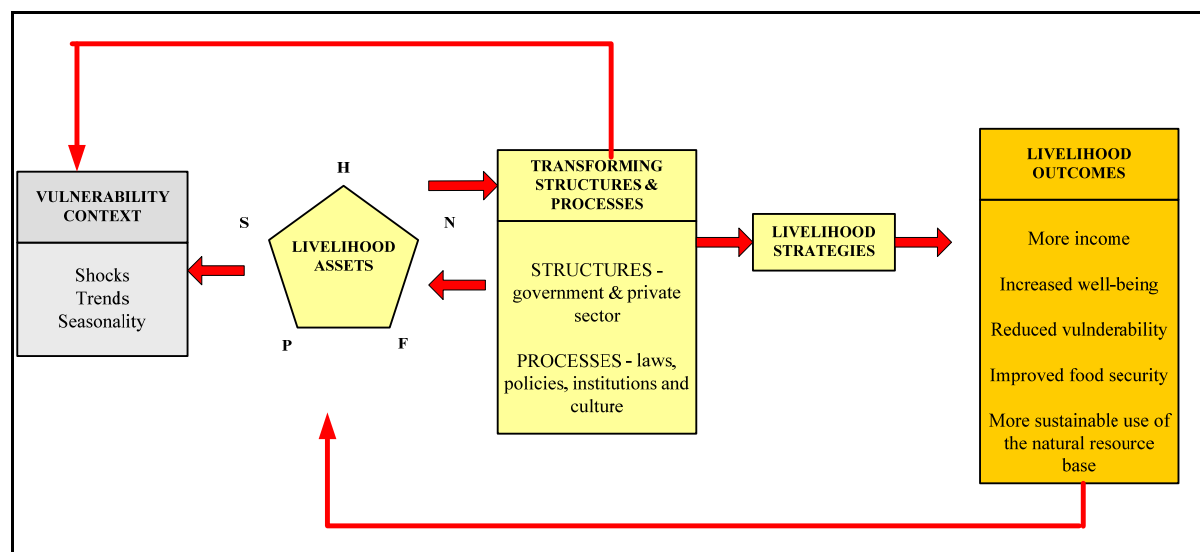 VULNERABILITY
CONTEXT
Shocks
Trends
Seasonality
H
S
N
LIVELIHOOD
ASSETS
P
F
TRANSFORMING
STRUCTURES &
PROCESSES
STRUCTURES -
government & private
sector
PROCESSES - laws,
policies, institutions and
culture
LIVELIHOOD
STRATEGIES
LIVELIHOOD
OUTCOMES
More income
Increased well-being
Reduced vulnderability
Improved food security
More sustainable use of
the natural resource
base